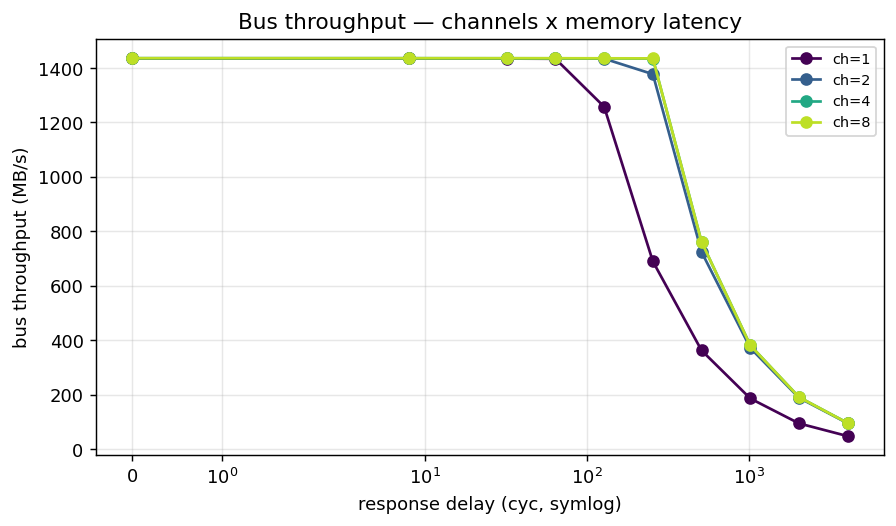 Bus throughput — channels x memory latency
bus throughput (MB/s)
1400
1200
1000
800
600
400
200
0
ch=1
ch=2
ch=4
ch=8
0 10⁰ 10¹ 10² 10³
response delay (cyc, symlog)